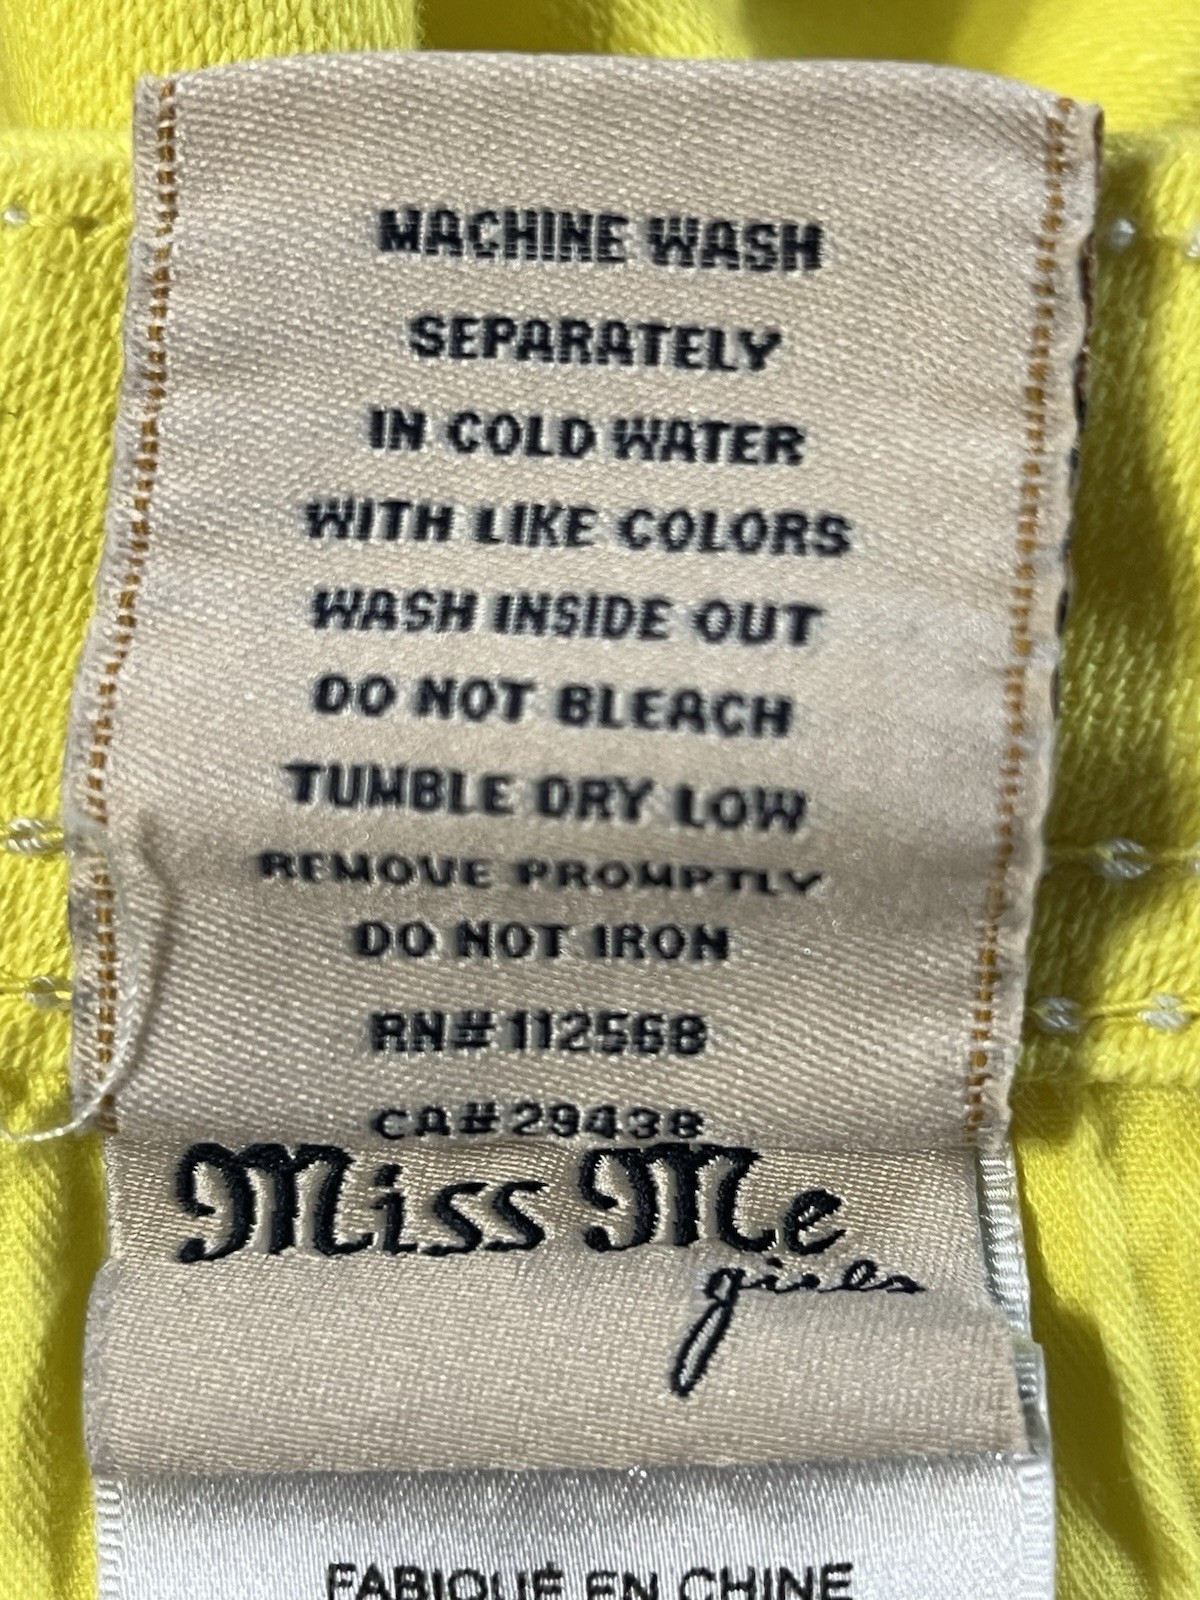 MACHINE WASH
SEPARATELY
IN COLD WATER
WITH LIKE COLORS
WASH INSIDE OUT
DO NOT BLEACH
TUMBLE DRY LOW
REMOVE PROMPTLY
DO NOT IRON
RN#112568
CA#29438
Miss Me
girls
FABIQUÉ EN CHINE